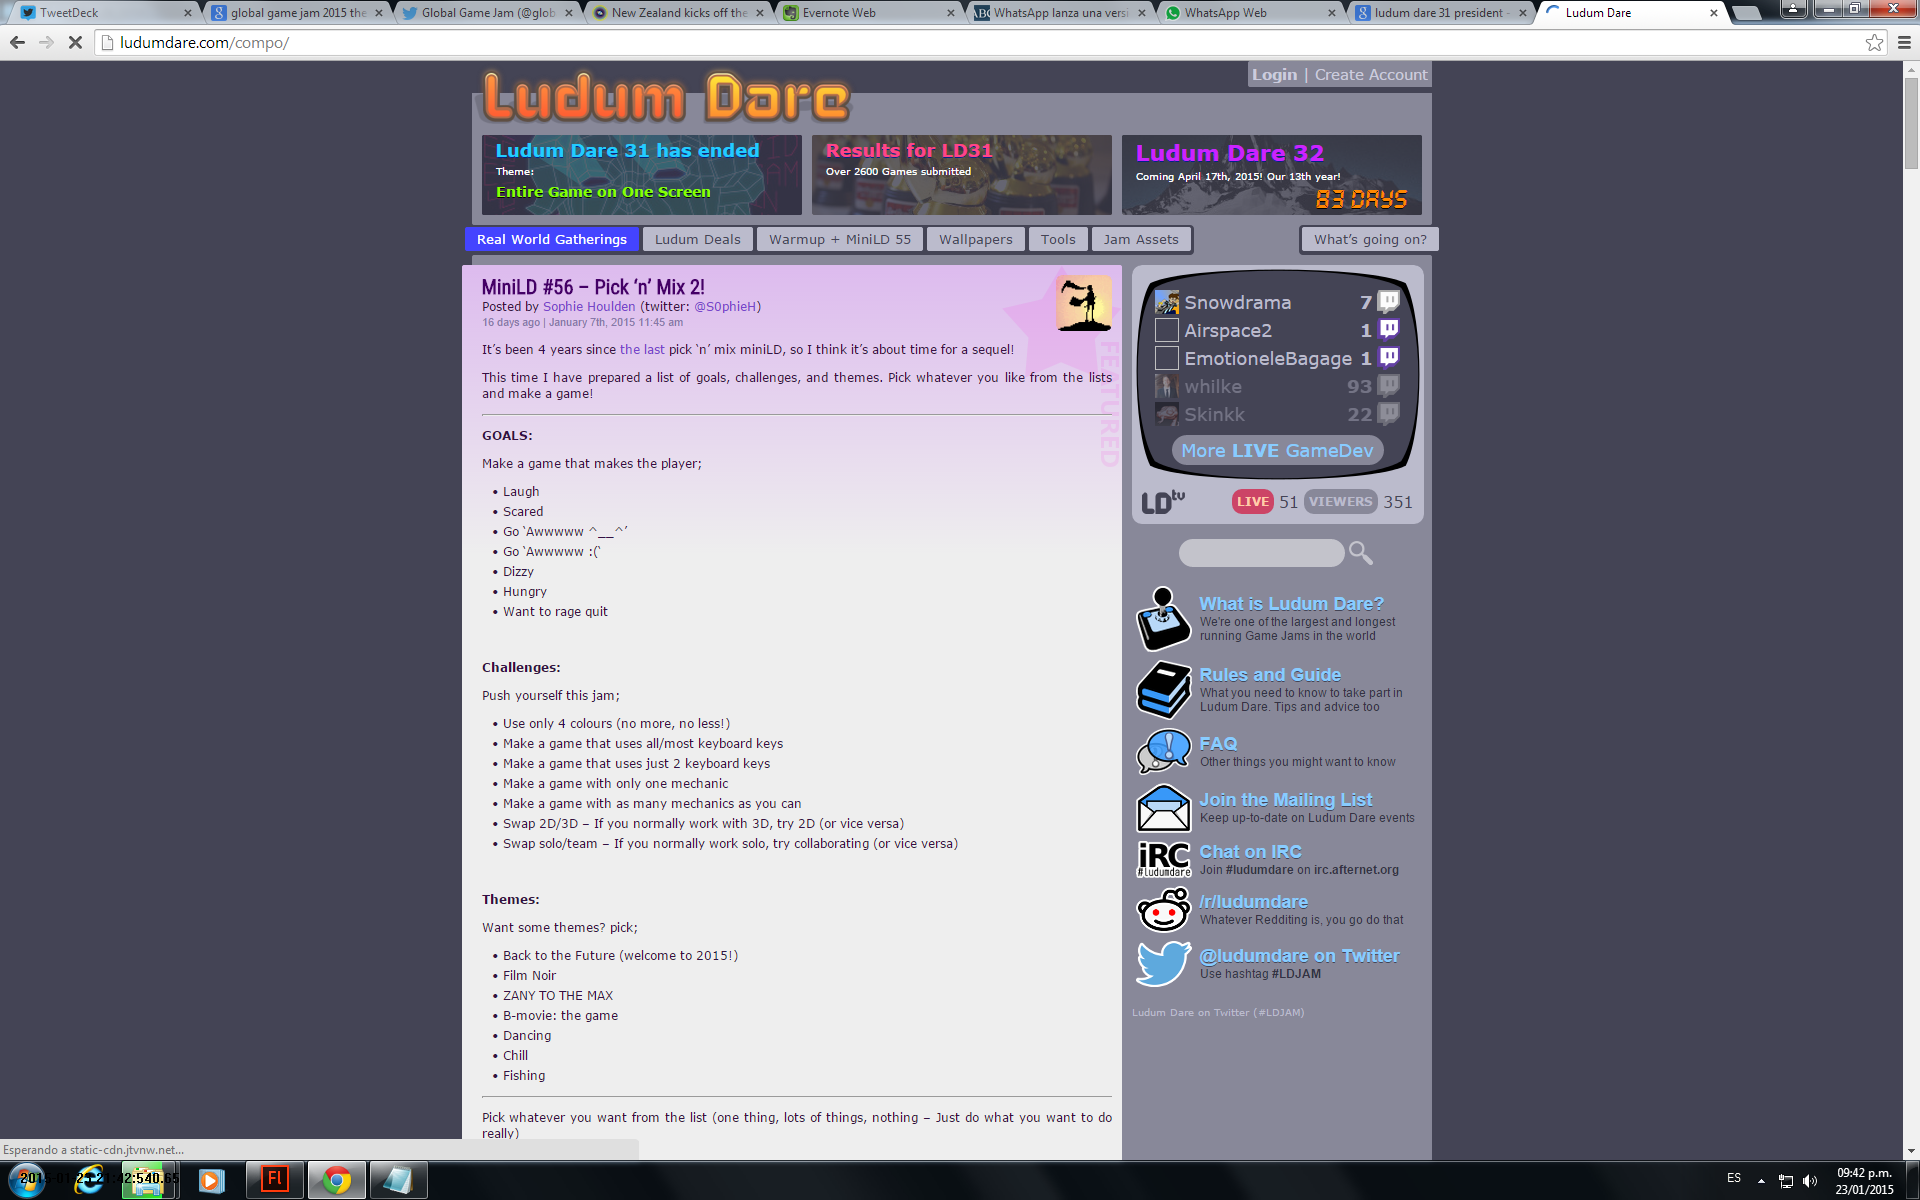 TweetDeck
global game jam 2015 the
Global Game Jam (@glob
New Zealand kicks off the
Evernote Web
ABC
WhatsApp lanza una versi
WhatsApp Web
ludum dare 31 president -
Ludum Dare
ludumdare.com/compo/
Login | Create Account
Ludum Dare
Ludum Dare 31 has ended
Theme:
Entire Game on One Screen
Results for LD31
Over 2600 Games submitted
Ludum Dare 32
Coming April 17th, 2015! Our 13th year!
83 DAYS
Real World Gatherings
Ludum Deals
Warmup + MiniLD 55
Wallpapers
Tools
Jam Assets
What's going on?
MiniLD #56 – Pick ‘n’ Mix 2!
Posted by Sophie Houlden (twitter: @S0phieH)
16 days ago | January 7th, 2015 11:45 am
FEATURED
It’s been 4 years since the last pick ‘n’ mix miniLD, so I think it’s about time for a sequel!
This time I have prepared a list of goals, challenges, and themes. Pick whatever you like from the lists
and make a game!
GOALS:
Make a game that makes the player;
• Laugh
• Scared
• Go ‘Awwwww ^__^’
• Go ‘Awwwww :(‘
• Dizzy
• Hungry
• Want to rage quit
Challenges:
Push yourself this jam;
• Use only 4 colours (no more, no less!)
• Make a game that uses all/most keyboard keys
• Make a game that uses just 2 keyboard keys
• Make a game with only one mechanic
• Make a game with as many mechanics as you can
• Swap 2D/3D – If you normally work with 3D, try 2D (or vice versa)
• Swap solo/team – If you normally work solo, try collaborating (or vice versa)
Themes:
Want some themes? pick;
• Back to the Future (welcome to 2015!)
• Film Noir
• ZANY TO THE MAX
• B-movie: the game
• Dancing
• Chill
• Fishing
Pick whatever you want from the list (one thing, lots of things, nothing – Just do what you want to do
really)
Snowdrama 7
Airspace2 1
EmotioneleBagage 1
whilke 93
Skinkk 22
More LIVE GameDev
LDtv LIVE 51 VIEWERS 351
What is Ludum Dare?
We're one of the largest and longest
running Game Jams in the world
Rules and Guide
What you need to know to take part in
Ludum Dare. Tips and advice too
FAQ
Other things you might want to know
Join the Mailing List
Keep up-to-date on Ludum Dare events
iRC
#ludumdare
Chat on IRC
Join #ludumdare on irc.afternet.org
/r/ludumdare
Whatever Redditing is, you go do that
@ludumdare on Twitter
Use hashtag #LDJAM
Ludum Dare on Twitter (#LDJAM)
Esperando a static-cdn.jtvnw.net...
Fl
ES
09:42 p.m.
23/01/2015